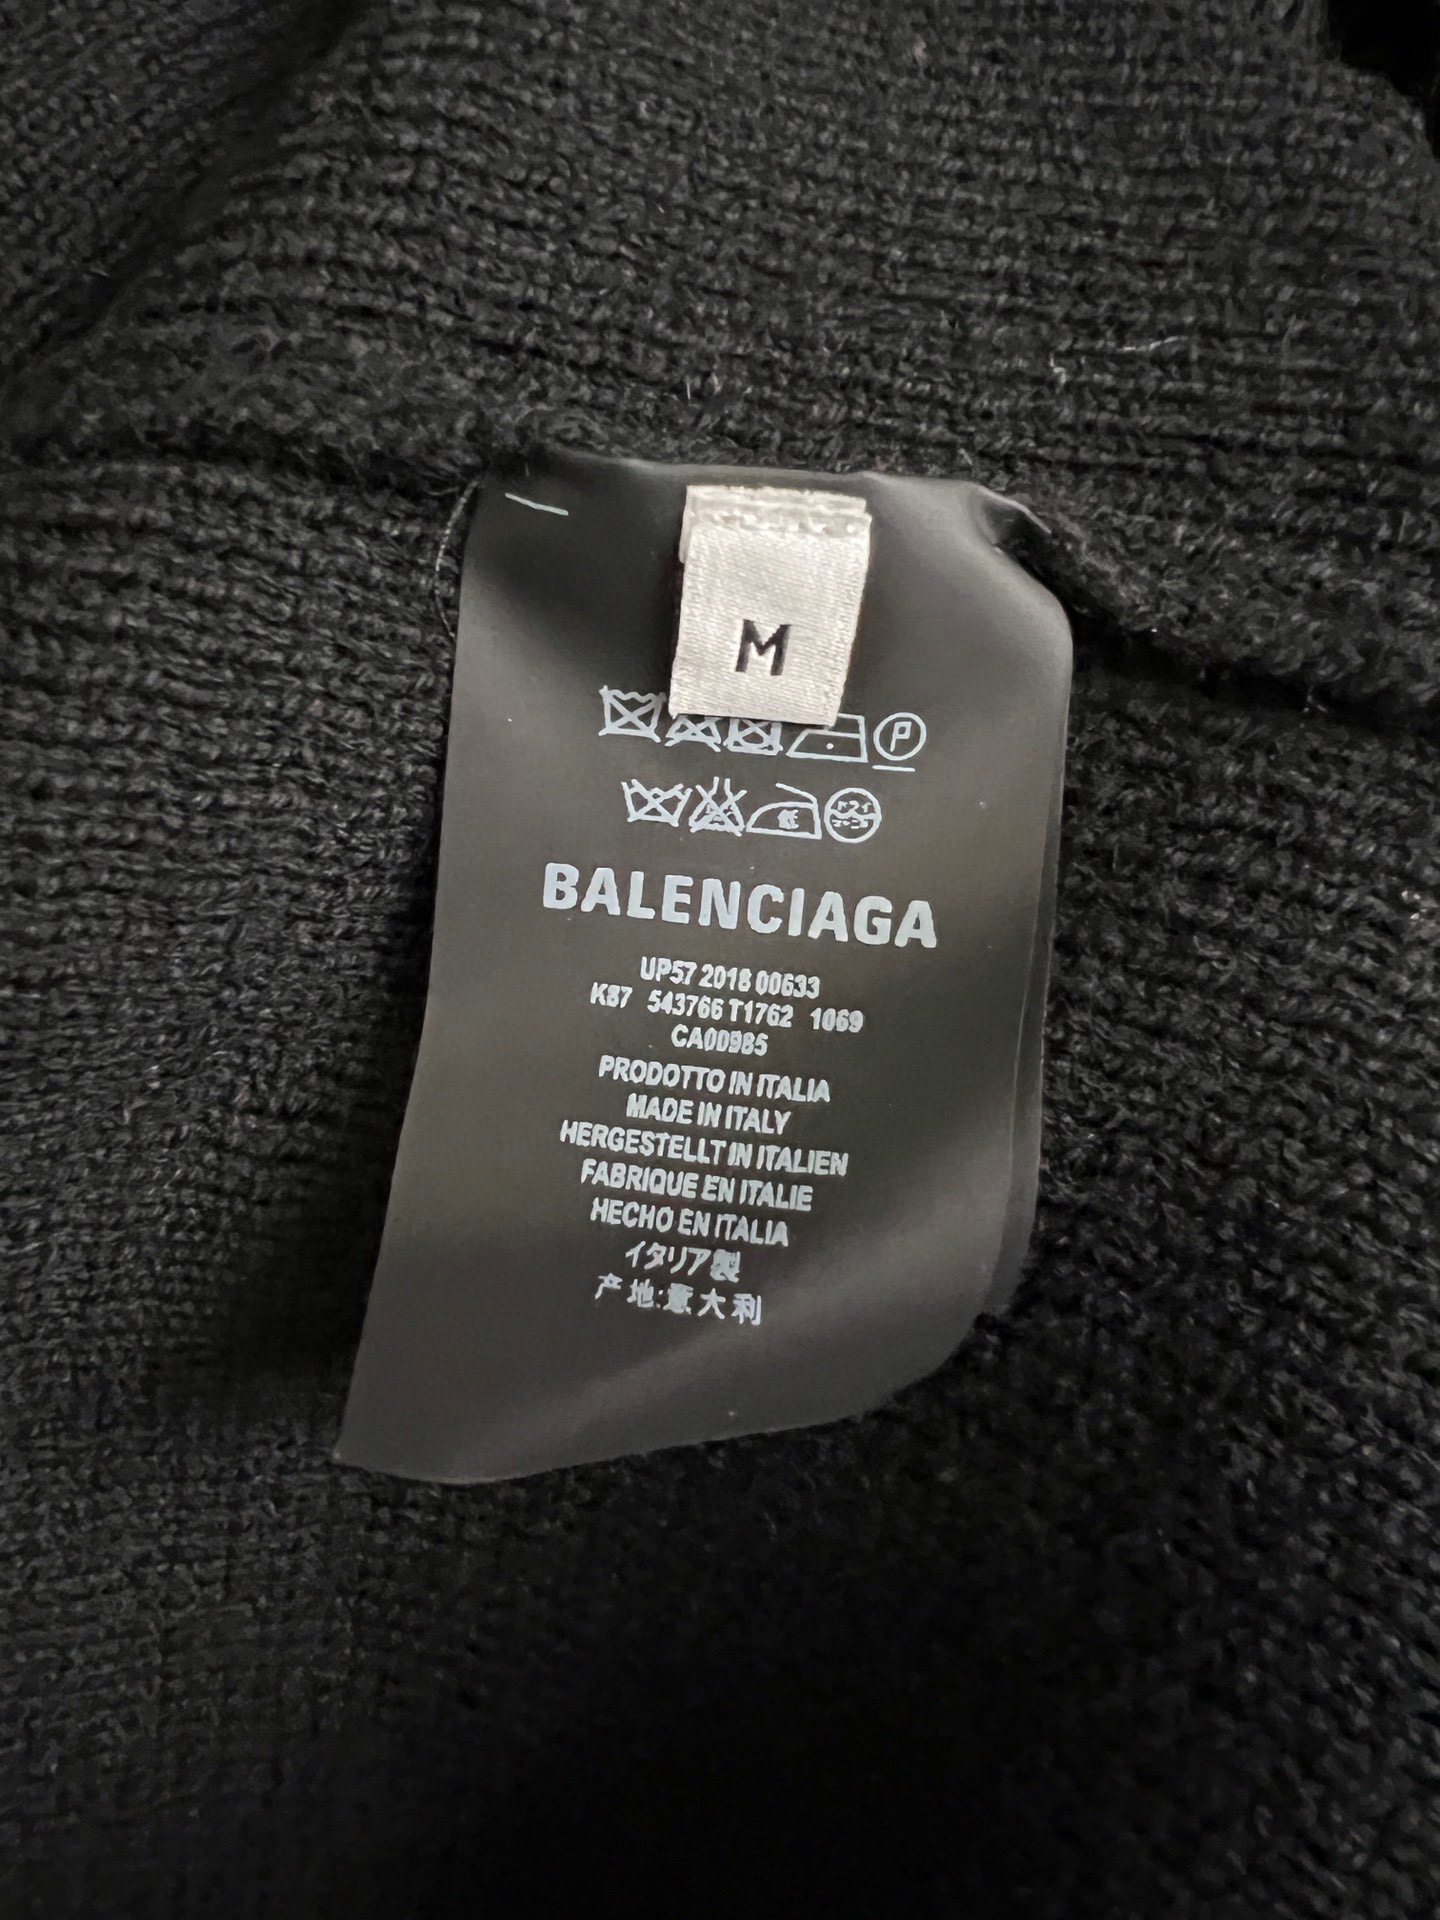 M
P
BALENCIAGA
UP57 2018 00633
K87 543766 T1762 1069
CA00985
PRODOTTO IN ITALIA
MADE IN ITALY
HERGESTELLT IN ITALIEN
FABRIQUE EN ITALIE
HECHO EN ITALIA
イタリア製
产地:意大利